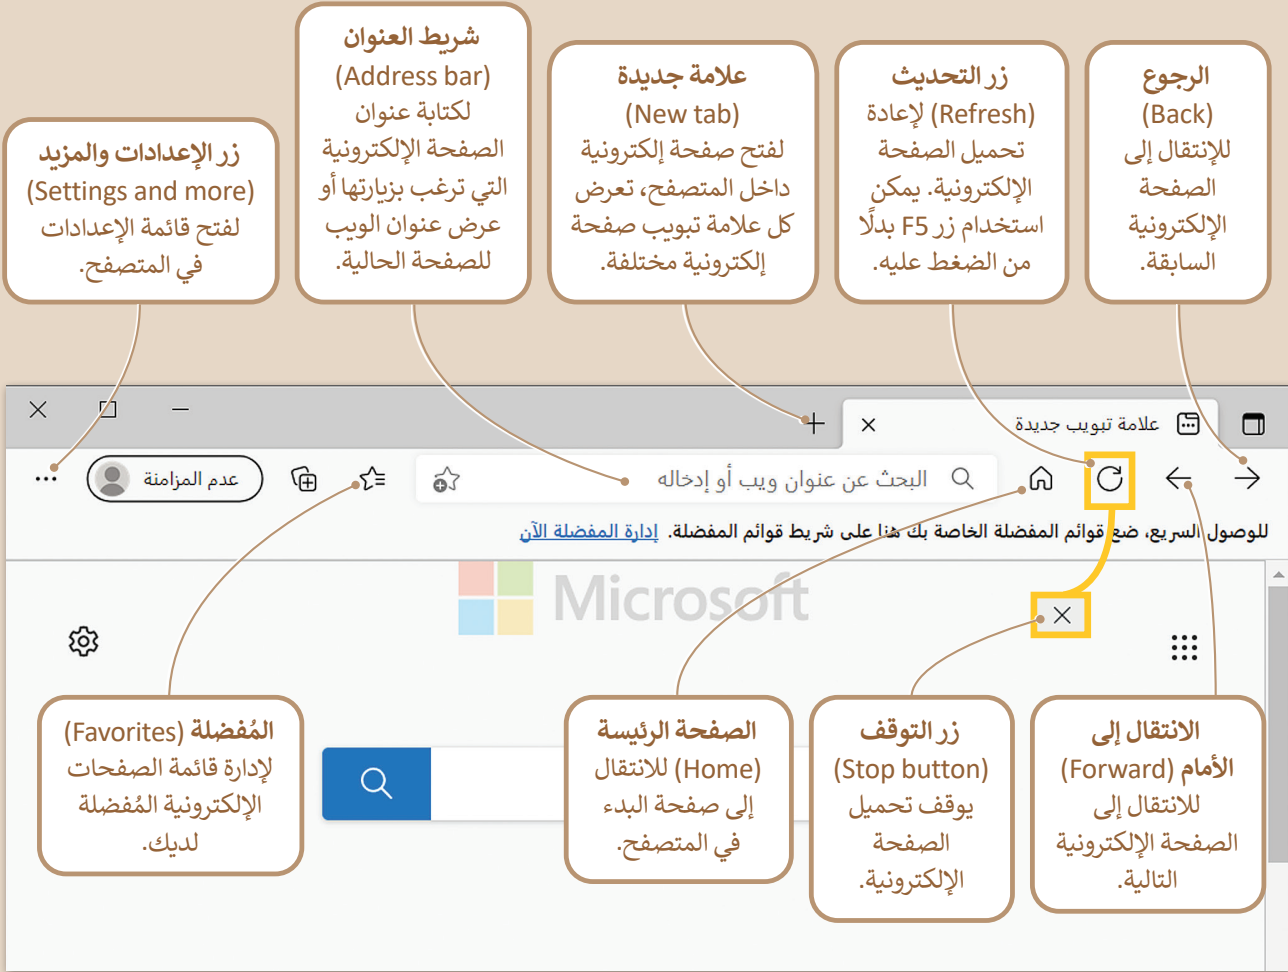 الرجوع
(Back)
للإنتقال إلى
الصفحة
الإلكترونية
السابقة.
زر التحديث
(Refresh) لإعادة
تحميل الصفحة
الإلكترونية. يمكن
استخدام زر F5 بدلًا
من الضغط عليه.
علامة جديدة
(New tab)
لفتح صفحة إلكترونية
داخل المتصفح، تعرض
كل علامة تبويب صفحة
إلكترونية مختلفة.
شريط العنوان
(Address bar)
لكتابة عنوان
الصفحة الإلكترونية
التي ترغب بزيارتها أو
عرض عنوان الويب
للصفحة الحالية.
زر الإعدادات والمزيد
(Settings and more)
لفتح قائمة الإعدادات
في المتصفح.
علامة تبويب جديدة
البحث عن عنوان ويب أو إدخاله
عدم المزامنة
للوصول السريع، ضع قوائم المفضلة الخاصة بك هنا على شريط قوائم المفضلة. إدارة المفضلة الآن
Microsoft
الانتقال إلى
الأمام (Forward)
للانتقال إلى
الصفحة الإلكترونية
التالية.
زر التوقف
(Stop button)
يوقف تحميل
الصفحة
الإلكترونية.
الصفحة الرئيسة
(Home) للانتقال
إلى صفحة البدء
في المتصفح.
المُفضلة (Favorites)
لإدارة قائمة الصفحات
الإلكترونية المُفضلة
لديك.